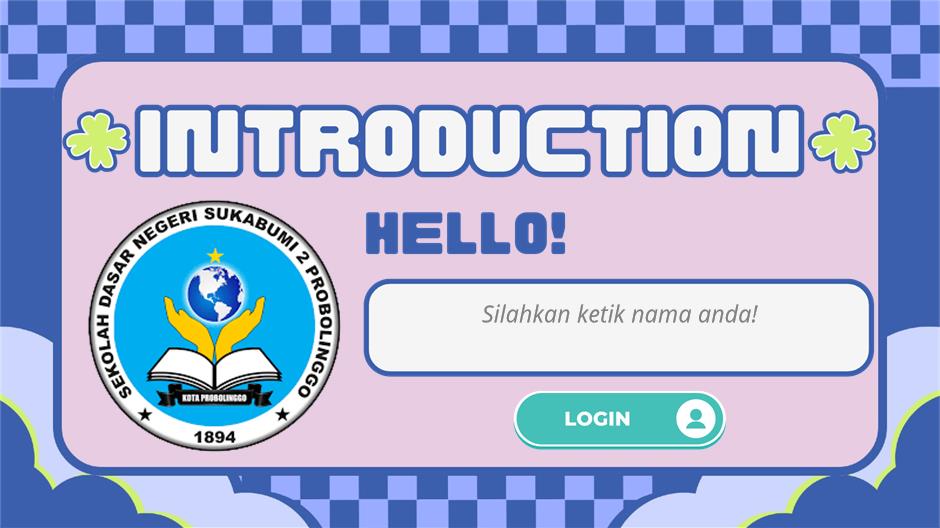 INTRODUCTION
HELLO!
SEKOLAH DASAR NEGERI SUKABUMI 2 PROBOLINGGO
KOTA PROBOLINGGO
1894
Silahkan ketik nama anda!
LOGIN